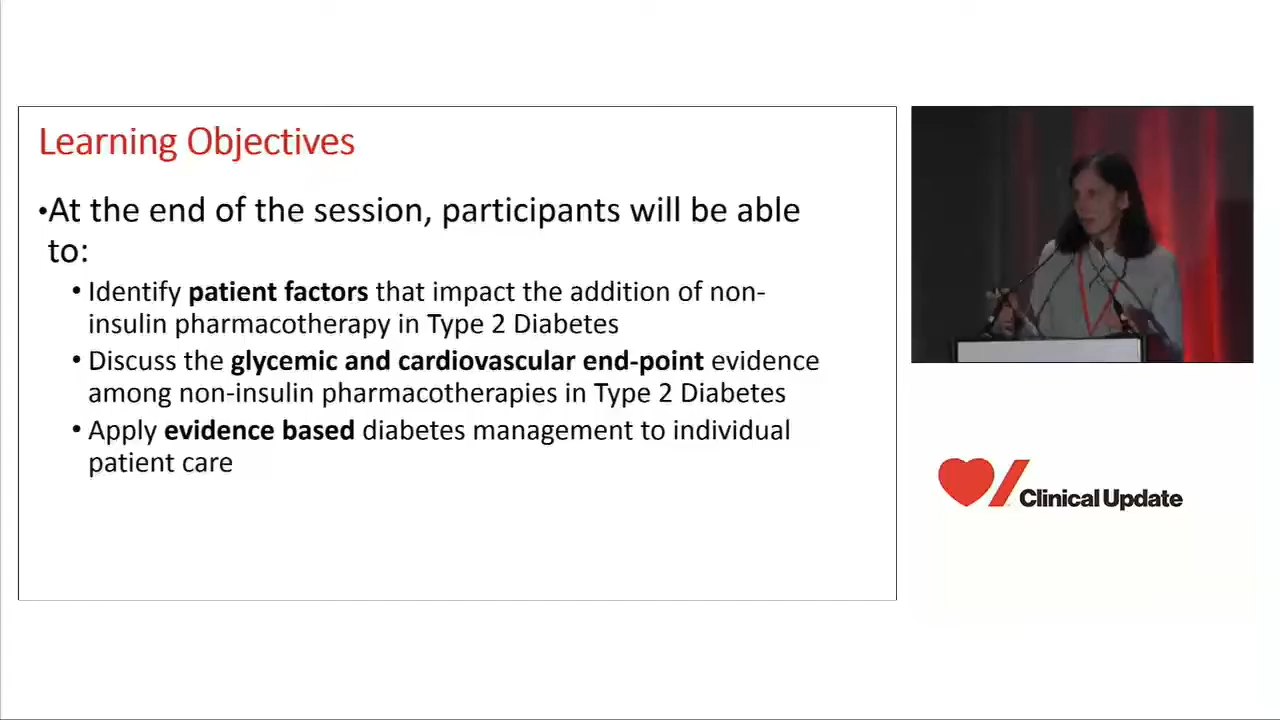 Learning Objectives
•At the end of the session, participants will be able
to:
• Identify patient factors that impact the addition of non-
insulin pharmacotherapy in Type 2 Diabetes
• Discuss the glycemic and cardiovascular end-point evidence
among non-insulin pharmacotherapies in Type 2 Diabetes
• Apply evidence based diabetes management to individual
patient care
Clinical Update